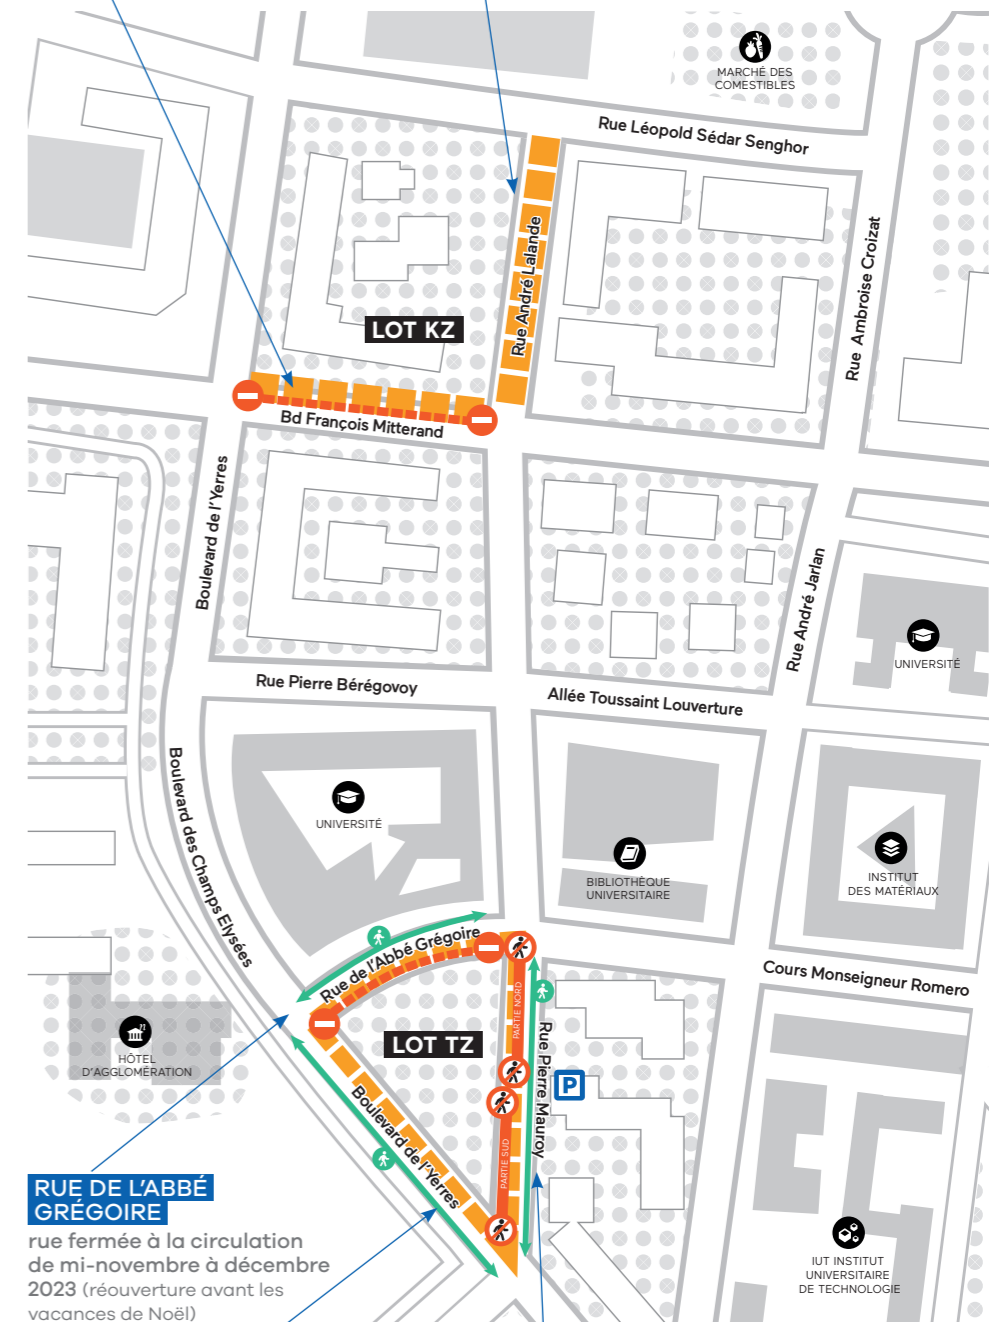 MARCHÉ DES
COMESTIBLES
Rue Léopold Sédar Senghor
Rue André Lalande
Rue Ambroise Croizat
LOT KZ
Bd François Mitterand
Boulevard de l'Yerres
Rue André Jarlan
UNIVERSITÉ
Rue Pierre Bérégovoy
Allée Toussaint Louverture
Boulevard des Champs Elysées
UNIVERSITÉ
BIBLIOTHÈQUE
UNIVERSITAIRE
INSTITUT
DES MATÉRIAUX
Rue de l'Abbé Grégoire
Cours Monseigneur Romero
PARTIE NORD
LOT TZ
HÔTEL
D'AGGLOMÉRATION
Rue Pierre Mauroy
P
Boulevard de l'Yerres
PARTIE SUD
RUE DE L'ABBÉ
GRÉGOIRE
rue fermée à la circulation
de mi-novembre à décembre
2023 (réouverture avant les
vacances de Noël)
IUT INSTITUT
UNIVERSITAIRE
DE TECHNOLOGIE